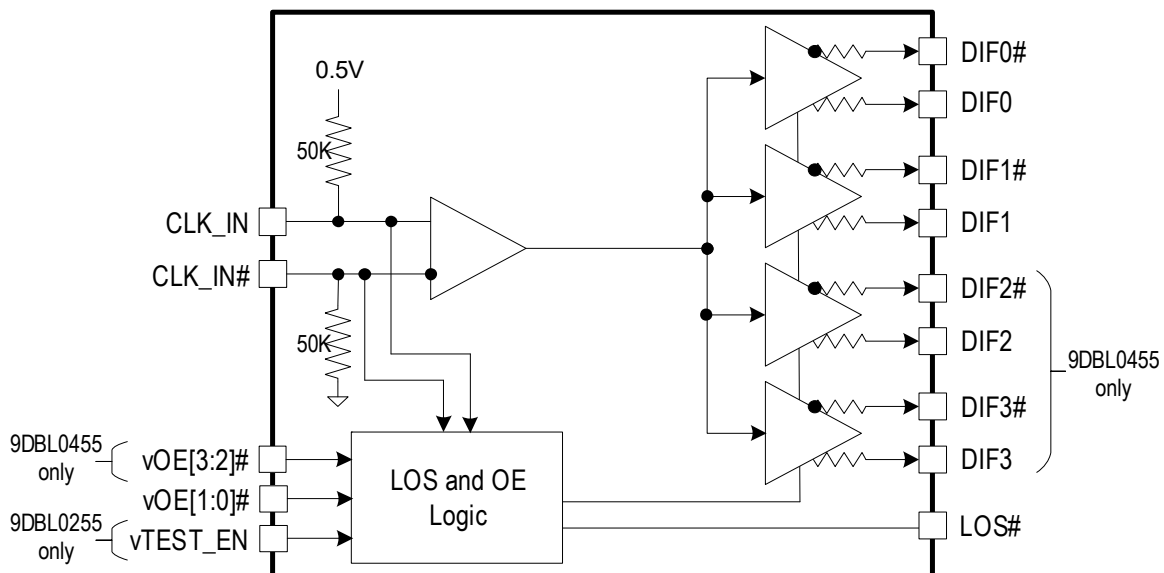 0.5V
50K
CLK_IN
CLK_IN#
50K
9DBL0455
only
vOE[3:2]#
vOE[1:0]#
9DBL0255
only
vTEST_EN
LOS and OE
Logic
DIF0#
DIF0
DIF1#
DIF1
DIF2#
DIF2
DIF3#
DIF3
9DBL0455
only
LOS#